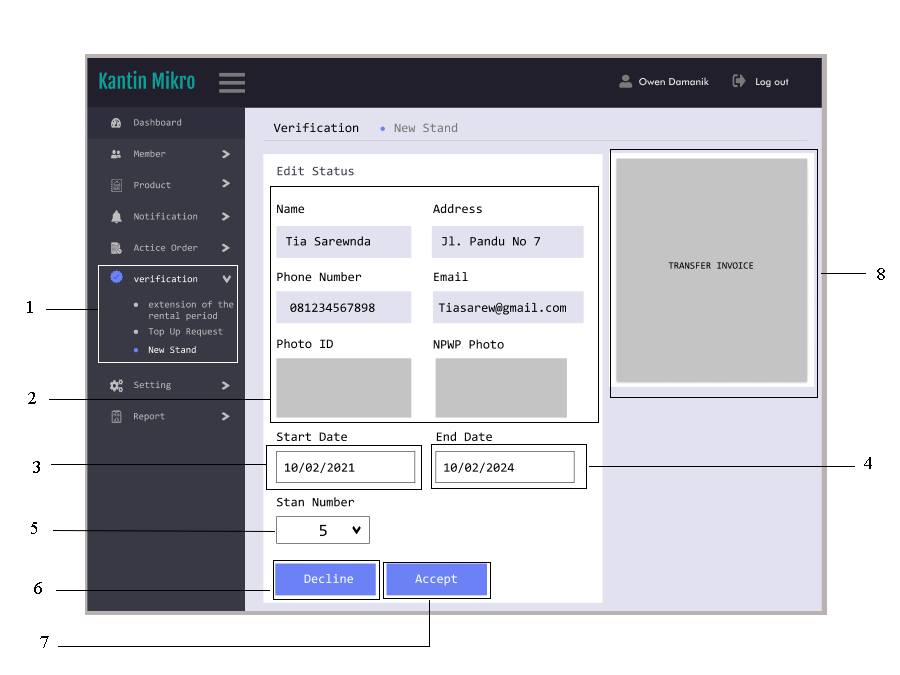 Kantin Mikro
Owen Damanik
Log out
Dashboard
Member
Product
Notification
Actice Order
verification
extension of the
rental period
Top Up Request
New Stand
Setting
Report
Verification • New Stand
Edit Status
Name
Address
Tia Sarewnda
Jl. Pandu No 7
Phone Number
Email
081234567898
Tiasarew@gmail.com
Photo ID
NPWP Photo
Start Date
End Date
10/02/2021
10/02/2024
Stan Number
5
Decline
Accept
TRANSFER INVOICE
1
2
3
4
5
6
7
8